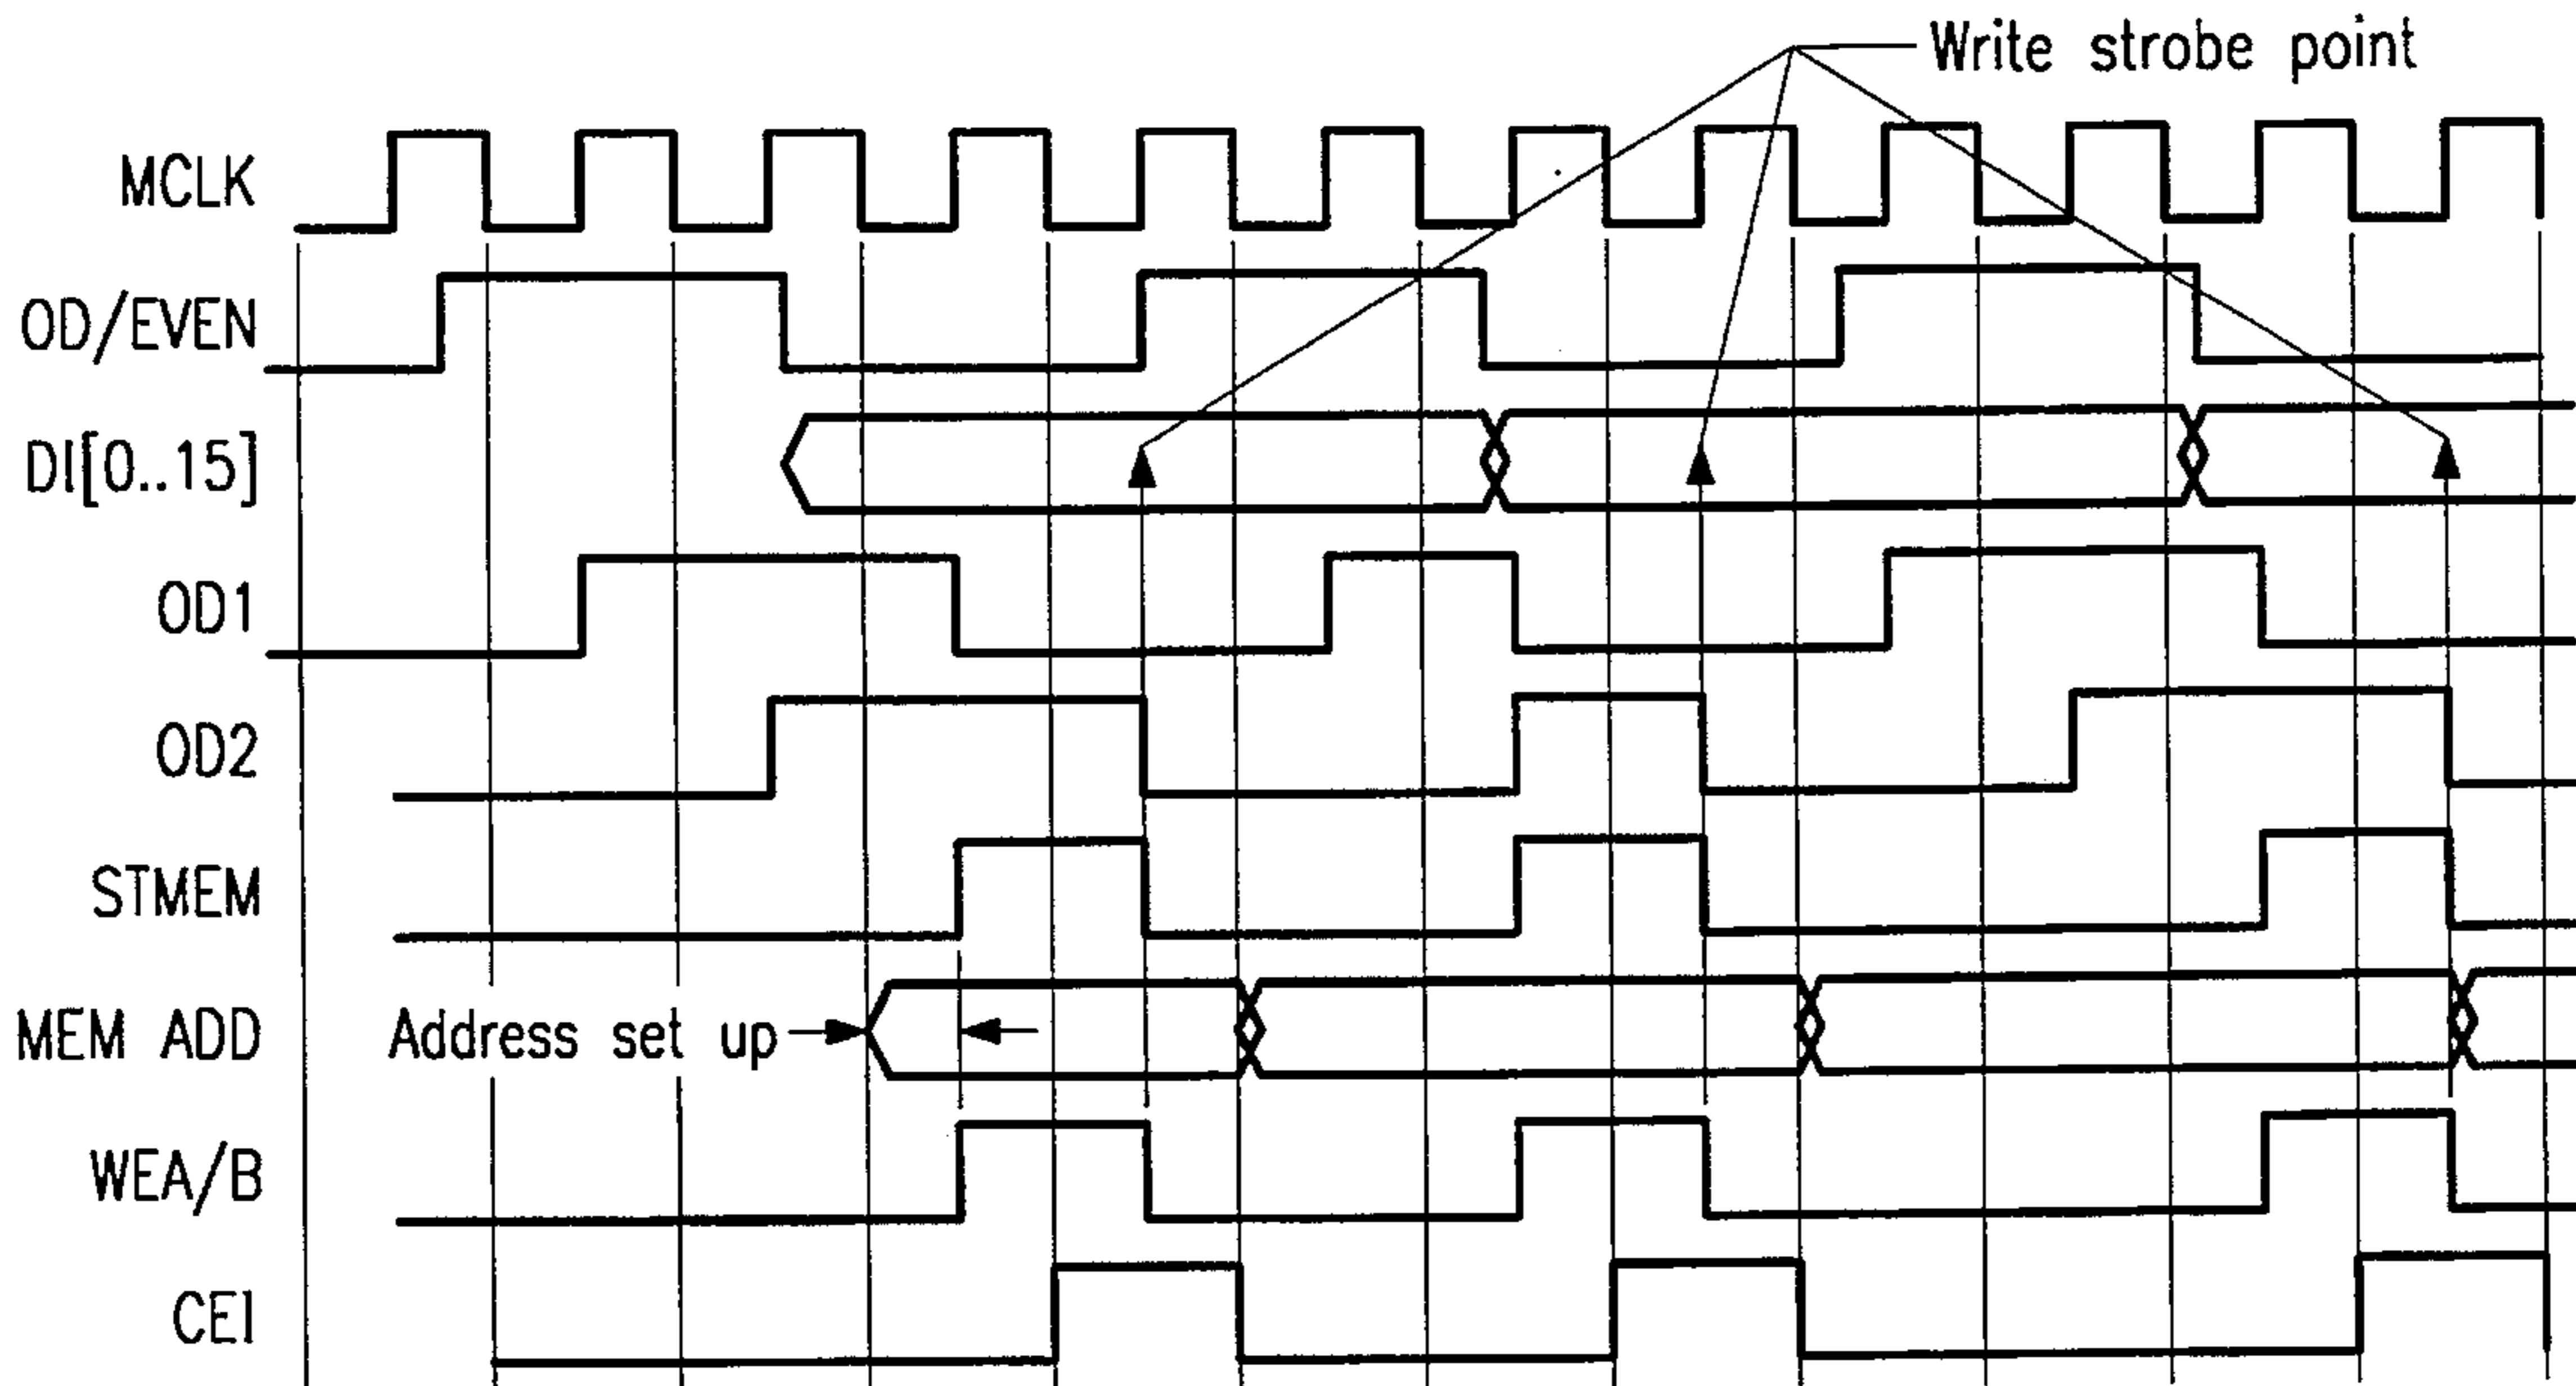 Write strobe point
MCLK
OD/EVEN
DI[0..15]
OD1
OD2
STMEM
MEM ADD
Address set up
WEA/B
CEI